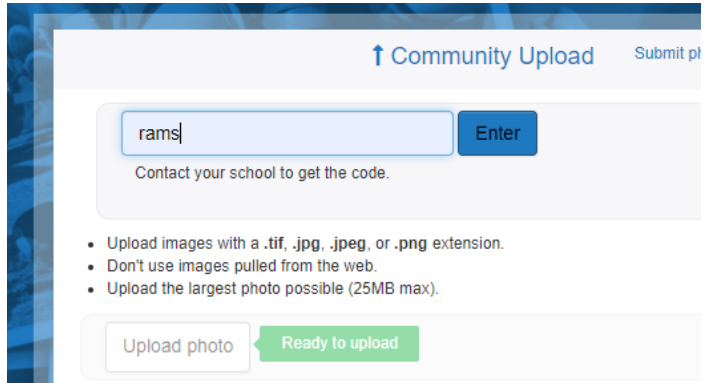 Community Upload
Submit
rams
Enter
Contact your school to get the code.
Upload images with a .tif, .jpg, .jpeg, or .png extension.
Don't use images pulled from the web.
Upload the largest photo possible (25MB max).
Upload photo
Ready to upload